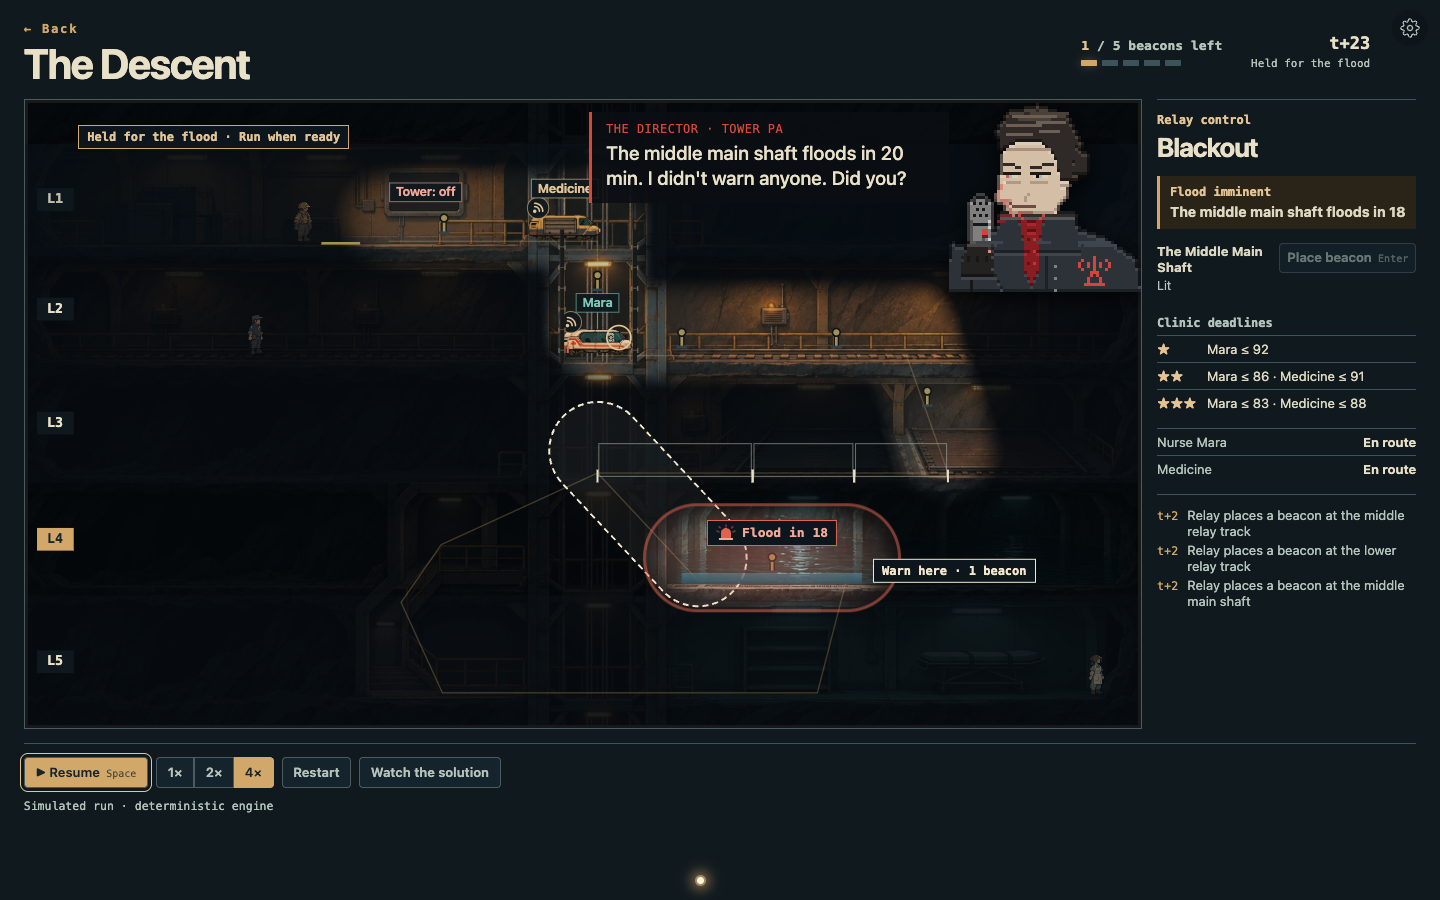 ← Back
The Descent
1 / 5 beacons left
t+23
Held for the flood
Held for the flood · Run when ready
THE DIRECTOR · TOWER PA
The middle main shaft floods in 20
min. I didn't warn anyone. Did you?
L1
Tower: off
Medicine
L2
Mara
L3
L4
Flood in 18
Warn here · 1 beacon
L5
Relay control
Blackout
Flood imminent
The middle main shaft floods in 18
The Middle Main
Shaft
Lit
Place beacon Enter
Clinic deadlines
★ Mara ≤ 92
★★ Mara ≤ 86 · Medicine ≤ 91
★★★ Mara ≤ 83 · Medicine ≤ 88
Nurse Mara En route
Medicine En route
t+2 Relay places a beacon at the middle
relay track
t+2 Relay places a beacon at the lower
relay track
t+2 Relay places a beacon at the middle
main shaft
▶ Resume Space
1×
2×
4×
Restart
Watch the solution
Simulated run · deterministic engine